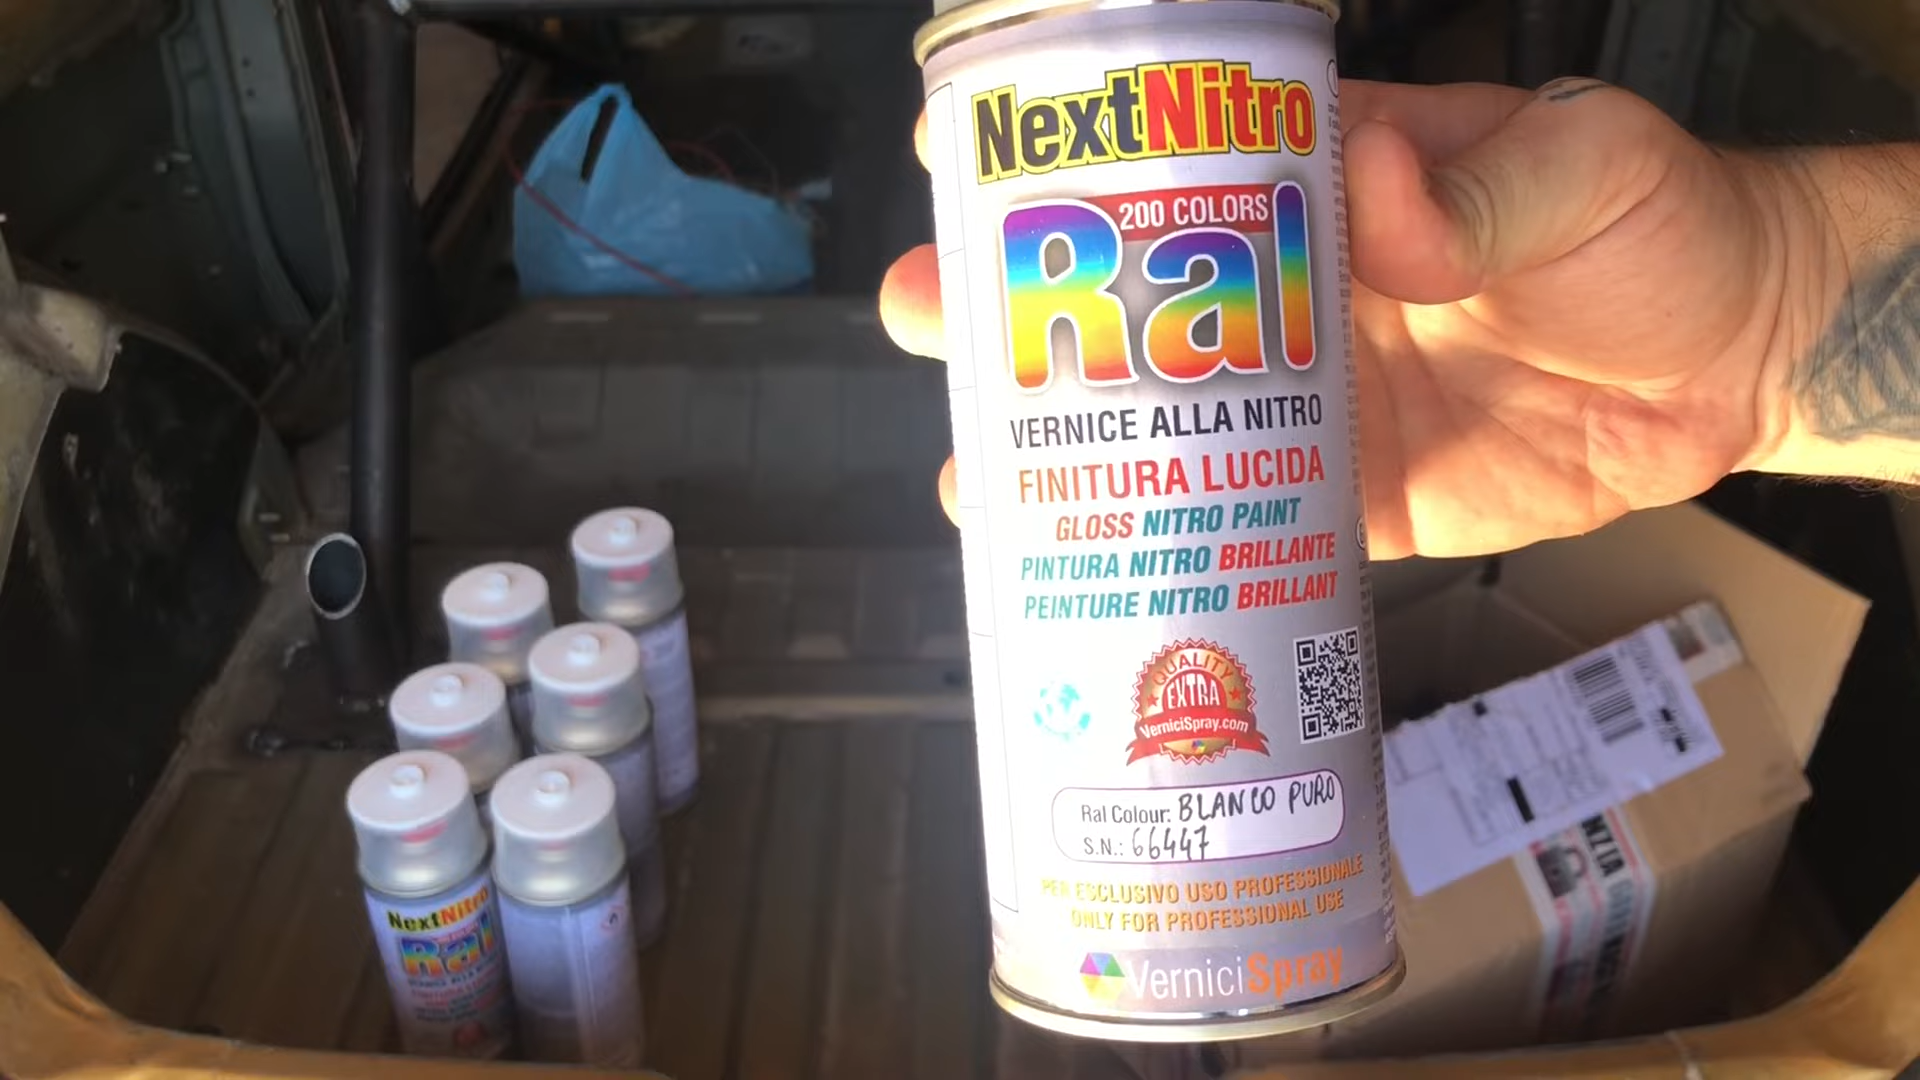 NextNitro
200 COLORS
Ral
VERNICE ALLA NITRO
FINITURA LUCIDA
GLOSS NITRO PAINT
PINTURA NITRO BRILLANTE
PEINTURE NITRO BRILLANT
QUALITY
EXTRA
VerniciSpray.com
Ral Colour: BLANCO PURO
S.N.: 66447
PER ESCLUSIVO USO PROFESSIONALE
ONLY FOR PROFESSIONAL USE
VerniciSpray
NextNitro
Ral